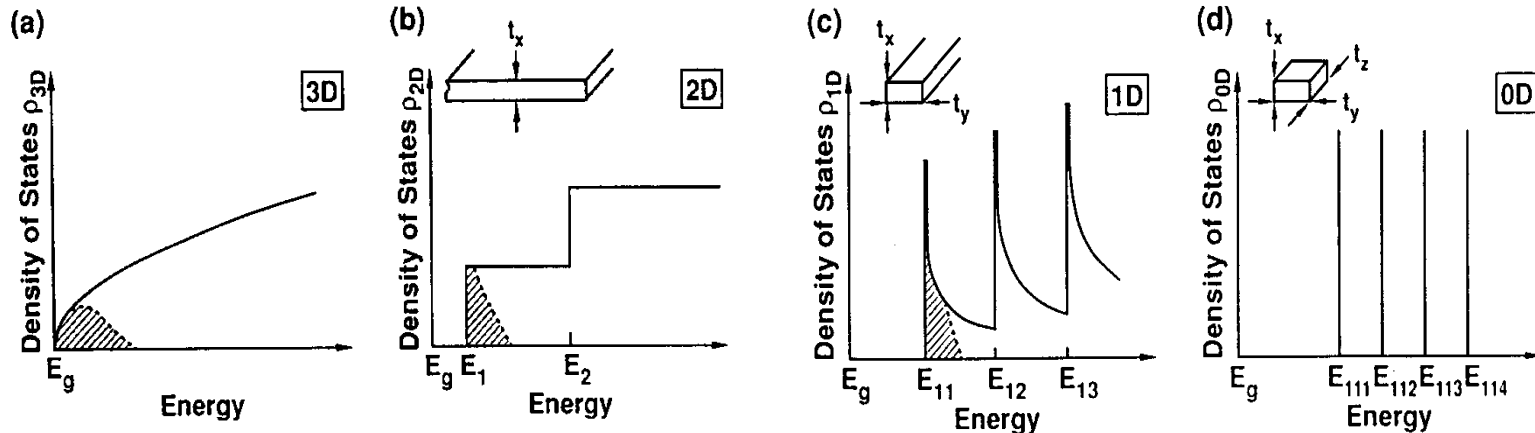 (a)
Density of States ρ3D
3D
Eg
Energy
(b)
Density of States ρ2D
tx
2D
Eg E1 E2
Energy
(c)
Density of States ρ1D
tx
ty
1D
Eg E11 E12 E13
Energy
(d)
Density of States ρ0D
tx
tz
ty
0D
Eg E111 E112 E113 E114
Energy